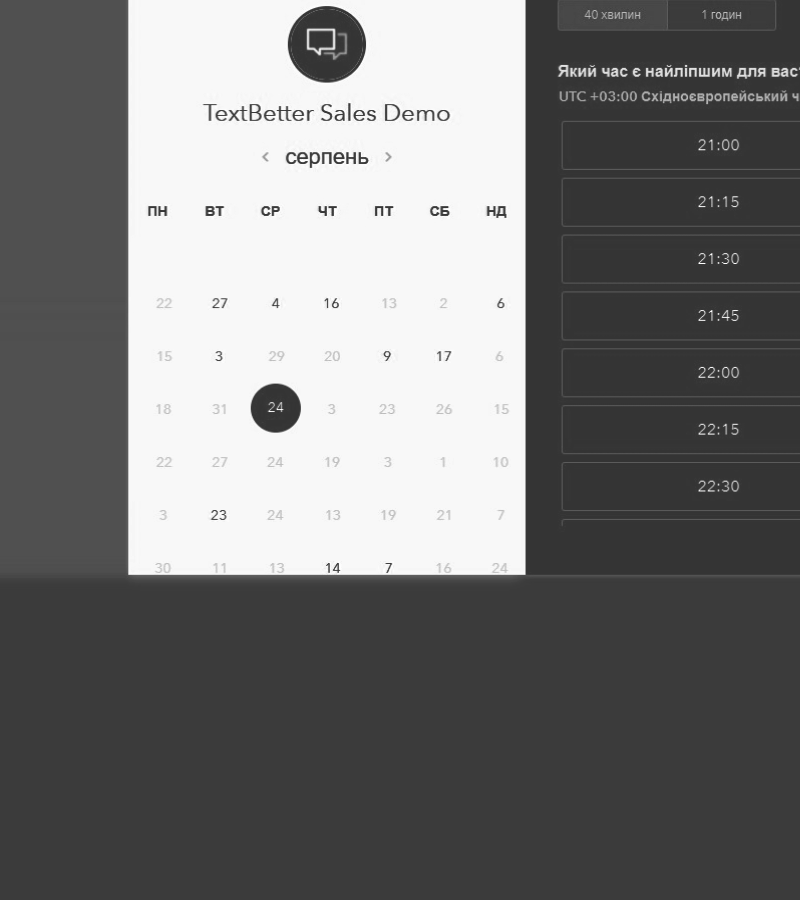 TextBetter Sales Demo
серпень
ПН ВТ СР ЧТ ПТ СБ НД
22 27 4 16 13 2 6
15 3 29 20 9 17 6
18 31 24 3 23 26 15
22 27 24 19 3 1 10
3 23 24 13 19 21 7
30 11 13 14 7 16 24
40 хвилин 1 годин
Який час є найліпшим для вас
UTC +03:00 Східноєвропейський ч
21:00
21:15
21:30
21:45
22:00
22:15
22:30